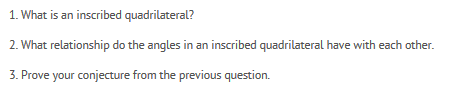 1. What is an inscribed quadrilateral?
2. What relationship do the angles in an inscribed quadrilateral have with each other.
3. Prove your conjecture from the previous question.